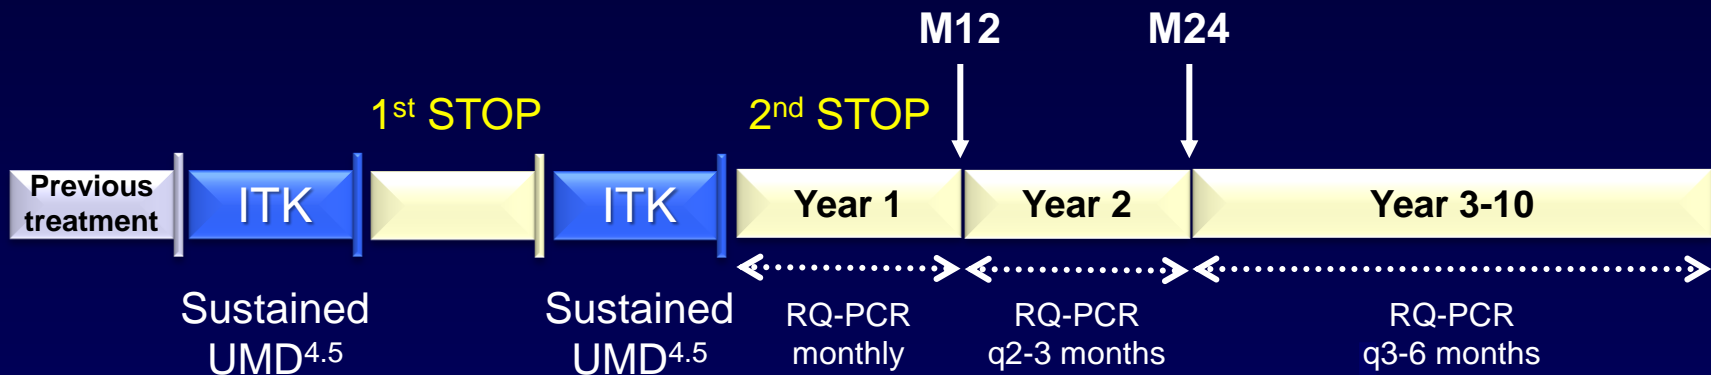 M12
M24
1st STOP
2nd STOP
Previous
treatment
ITK
ITK
Year 1
Year 2
Year 3-10
Sustained
UMD4.5
Sustained
UMD4.5
RQ-PCR
monthly
RQ-PCR
q2-3 months
RQ-PCR
q3-6 months